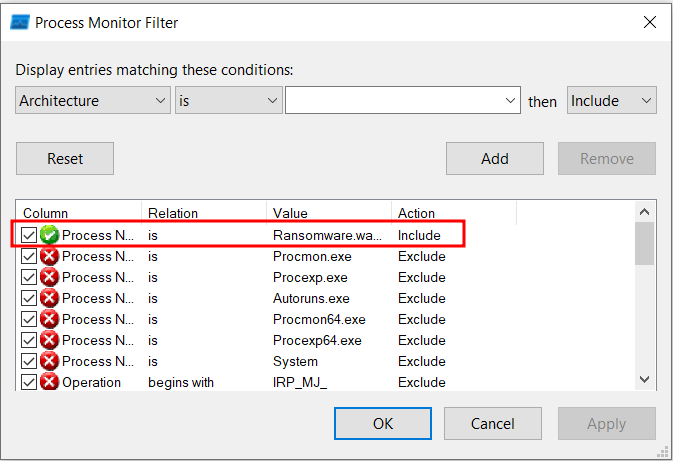 Process Monitor Filter
Display entries matching these conditions:
Architecture is then Include
Reset Add Remove
Column Relation Value Action
Process N... is Ransomware.wa... Include
Process N... is Procmon.exe Exclude
Process N... is Procexp.exe Exclude
Process N... is Autoruns.exe Exclude
Process N... is Procmon64.exe Exclude
Process N... is Procexp64.exe Exclude
Process N... is System Exclude
Operation begins with IRP_MJ_ Exclude
OK Cancel Apply